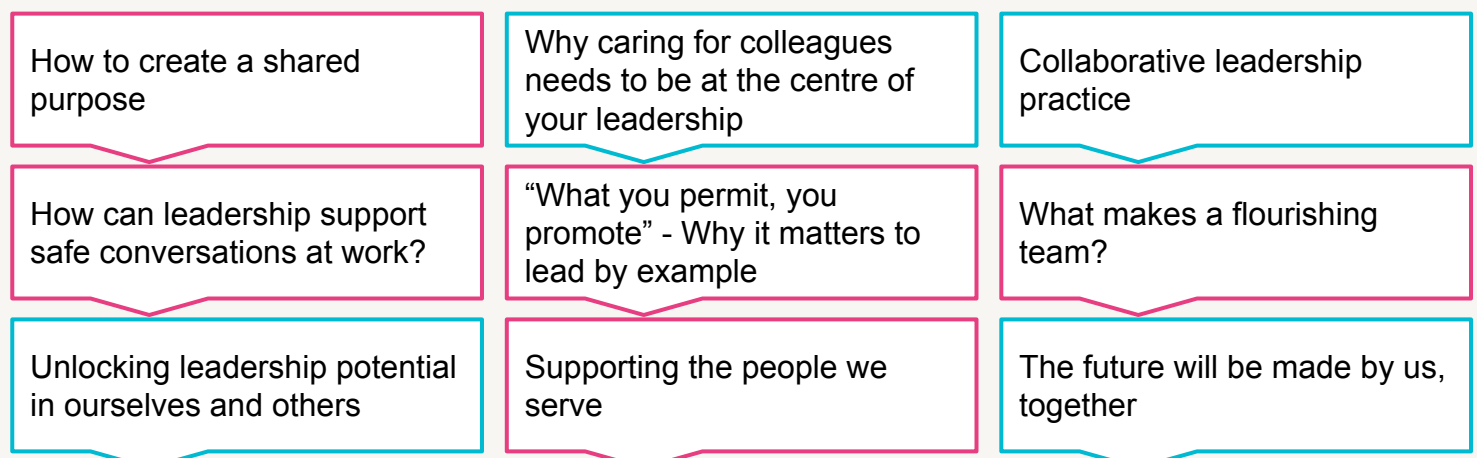 How to create a shared
purpose
Why caring for colleagues
needs to be at the centre of
your leadership
Collaborative leadership
practice
How can leadership support
safe conversations at work?
“What you permit, you
promote” - Why it matters to
lead by example
What makes a flourishing
team?
Unlocking leadership potential
in ourselves and others
Supporting the people we
serve
The future will be made by us,
together